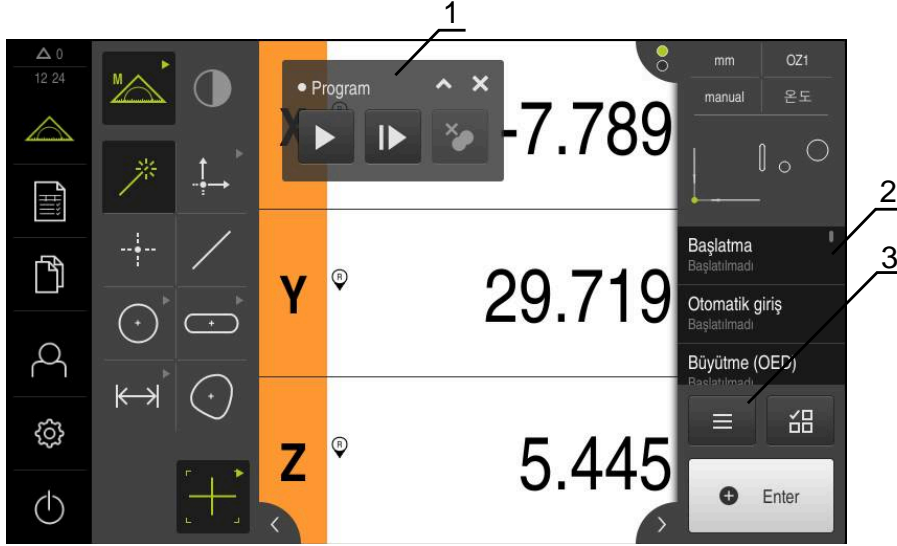 1
0
12 24
M
Program
X
-7.789
mm
OZ1
manual
온도
2
Başlatma
Başlatılmadı
3
Y
R
29.719
Otomatik giriş
Başlatılmadı
Büyütme (OED)
Başlatılmadı
Z
R
5.445
Enter